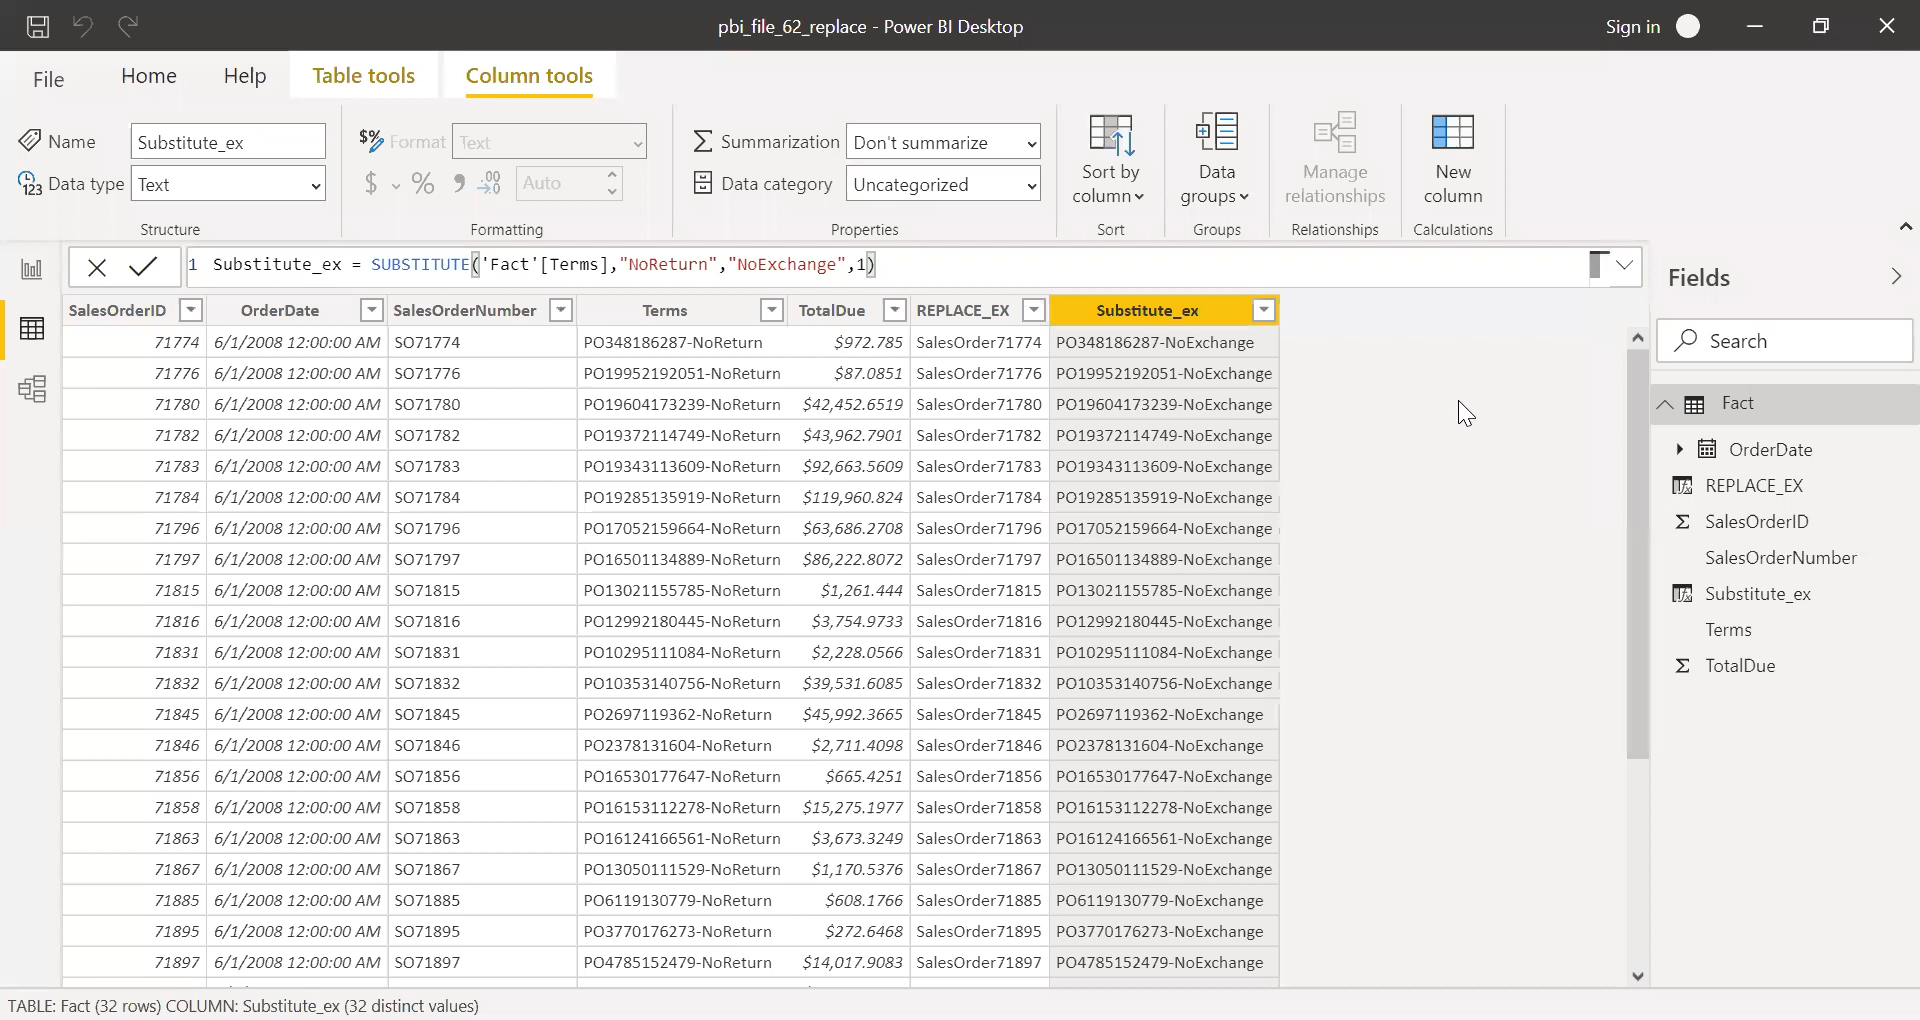 pbi_file_62_replace - Power BI Desktop
Sign in
File Home Help Table tools Column tools
Name Substitute_ex $% Format Text Summarization Don't summarize
123 Data type Text $ % 9 .00 Auto Data category Uncategorized
Sort by column
Data groups
Manage relationships
New column
Structure Formatting Properties Sort Groups Relationships Calculations
1 Substitute_ex = SUBSTITUTE('Fact'[Terms],"NoReturn","NoExchange",1)
SalesOrderID OrderDate SalesOrderNumber Terms TotalDue REPLACE_EX Substitute_ex
71774 6/1/2008 12:00:00 AM SO71774 PO348186287-NoReturn $972.785 SalesOrder71774 PO348186287-NoExchange
71776 6/1/2008 12:00:00 AM SO71776 PO19952192051-NoReturn $87.0851 SalesOrder71776 PO19952192051-NoExchange
71780 6/1/2008 12:00:00 AM SO71780 PO19604173239-NoReturn $42,452.6519 SalesOrder71780 PO19604173239-NoExchange
71782 6/1/2008 12:00:00 AM SO71782 PO19372114749-NoReturn $43,962.7901 SalesOrder71782 PO19372114749-NoExchange
71783 6/1/2008 12:00:00 AM SO71783 PO19343113609-NoReturn $92,663.5609 SalesOrder71783 PO19343113609-NoExchange
71784 6/1/2008 12:00:00 AM SO71784 PO19285135919-NoReturn $119,960.824 SalesOrder71784 PO19285135919-NoExchange
71796 6/1/2008 12:00:00 AM SO71796 PO17052159664-NoReturn $63,686.2708 SalesOrder71796 PO17052159664-NoExchange
71797 6/1/2008 12:00:00 AM SO71797 PO16501134889-NoReturn $86,222.8072 SalesOrder71797 PO16501134889-NoExchange
71815 6/1/2008 12:00:00 AM SO71815 PO13021155785-NoReturn $1,261.444 SalesOrder71815 PO13021155785-NoExchange
71816 6/1/2008 12:00:00 AM SO71816 PO12992180445-NoReturn $3,754.9733 SalesOrder71816 PO12992180445-NoExchange
71831 6/1/2008 12:00:00 AM SO71831 PO10295111084-NoReturn $2,228.0566 SalesOrder71831 PO10295111084-NoExchange
71832 6/1/2008 12:00:00 AM SO71832 PO10353140756-NoReturn $39,531.6085 SalesOrder71832 PO10353140756-NoExchange
71845 6/1/2008 12:00:00 AM SO71845 PO2697119362-NoReturn $45,992.3665 SalesOrder71845 PO2697119362-NoExchange
71846 6/1/2008 12:00:00 AM SO71846 PO2378131604-NoReturn $2,711.4098 SalesOrder71846 PO2378131604-NoExchange
71856 6/1/2008 12:00:00 AM SO71856 PO16530177647-NoReturn $665.4251 SalesOrder71856 PO16530177647-NoExchange
71858 6/1/2008 12:00:00 AM SO71858 PO16153112278-NoReturn $15,275.1977 SalesOrder71858 PO16153112278-NoExchange
71863 6/1/2008 12:00:00 AM SO71863 PO16124166561-NoReturn $3,673.3249 SalesOrder71863 PO16124166561-NoExchange
71867 6/1/2008 12:00:00 AM SO71867 PO13050111529-NoReturn $1,170.5376 SalesOrder71867 PO13050111529-NoExchange
71885 6/1/2008 12:00:00 AM SO71885 PO6119130779-NoReturn $608.1766 SalesOrder71885 PO6119130779-NoExchange
71895 6/1/2008 12:00:00 AM SO71895 PO3770176273-NoReturn $272.6468 SalesOrder71895 PO3770176273-NoExchange
71897 6/1/2008 12:00:00 AM SO71897 PO4785152479-NoReturn $14,017.9083 SalesOrder71897 PO4785152479-NoExchange
Fields
Search
Fact
OrderDate
REPLACE_EX
SalesOrderID
SalesOrderNumber
Substitute_ex
Terms
TotalDue
TABLE: Fact (32 rows) COLUMN: Substitute_ex (32 distinct values)